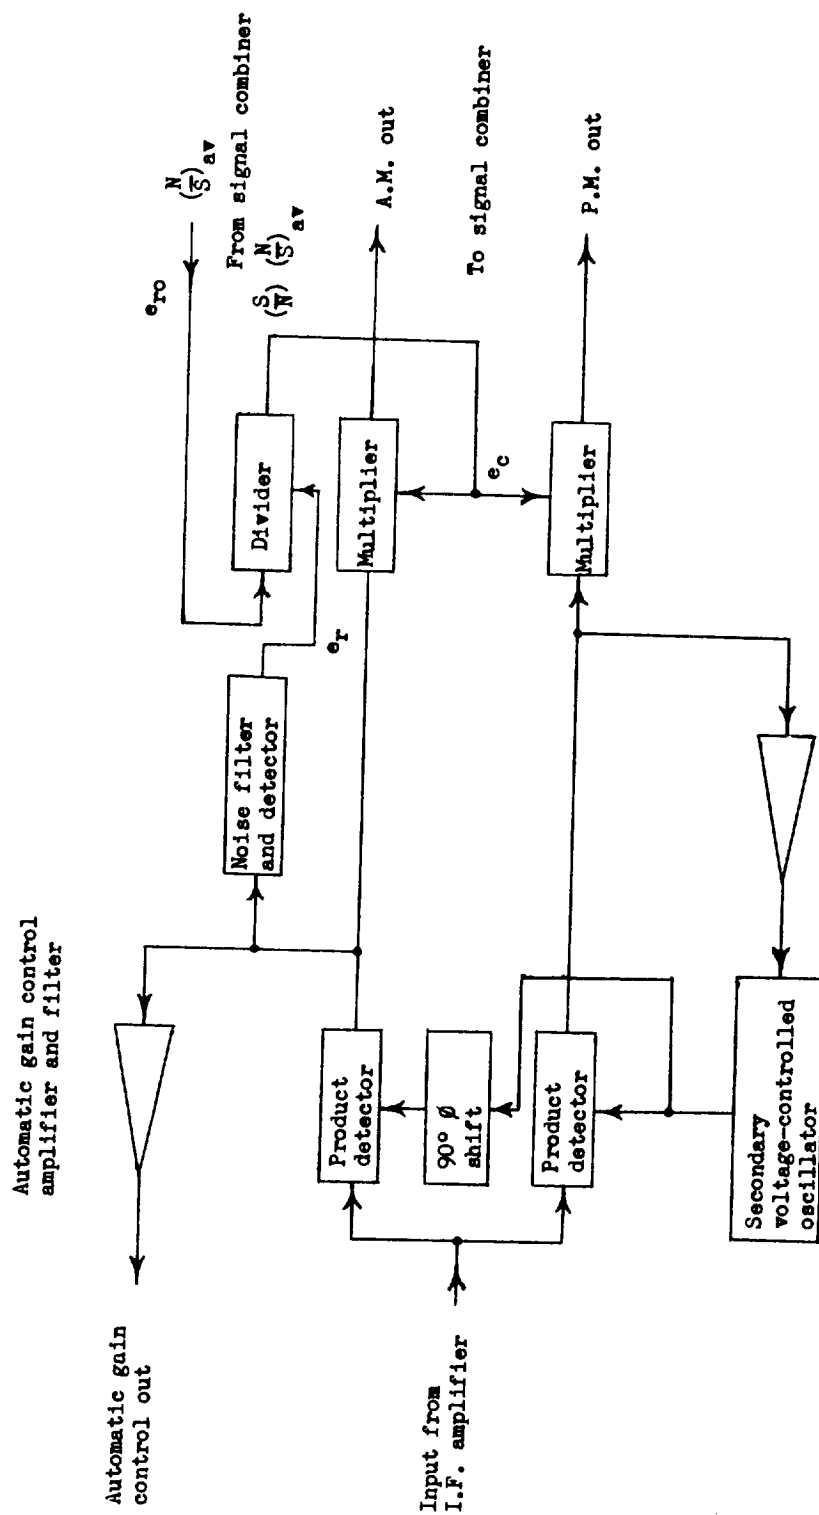 Automatic gain control
amplifier and filter
Automatic gain
control out
Noise filter
and detector
e_r
e_ro
(N/S)_av
From signal combiner
(S/N) (N/S)_av
Divider
Multiplier
A.M. out
e_c
To signal combiner
Multiplier
P.M. out
Product
detector
90° Ø
shift
Product
detector
Input from
I.F. amplifier
Secondary
voltage-controlled
oscillator